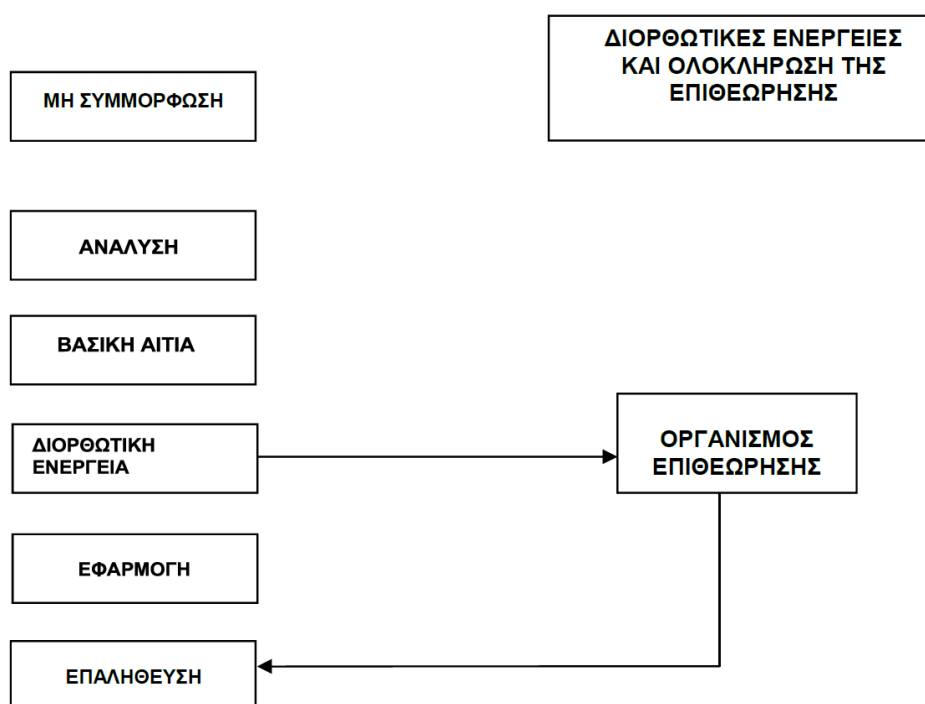 ΔΙΟΡΘΩΤΙΚΕΣ ΕΝΕΡΓΕΙΕΣ
ΚΑΙ ΟΛΟΚΛΗΡΩΣΗ ΤΗΣ
ΕΠΙΘΕΩΡΗΣΗΣ
ΜΗ ΣΥΜΜΟΡΦΩΣΗ
ΑΝΑΛΥΣΗ
ΒΑΣΙΚΗ ΑΙΤΙΑ
ΔΙΟΡΘΩΤΙΚΗ
ΕΝΕΡΓΕΙΑ
ΟΡΓΑΝΙΣΜΟΣ
ΕΠΙΘΕΩΡΗΣΗΣ
ΕΦΑΡΜΟΓΗ
ΕΠΑΛΗΘΕΥΣΗ